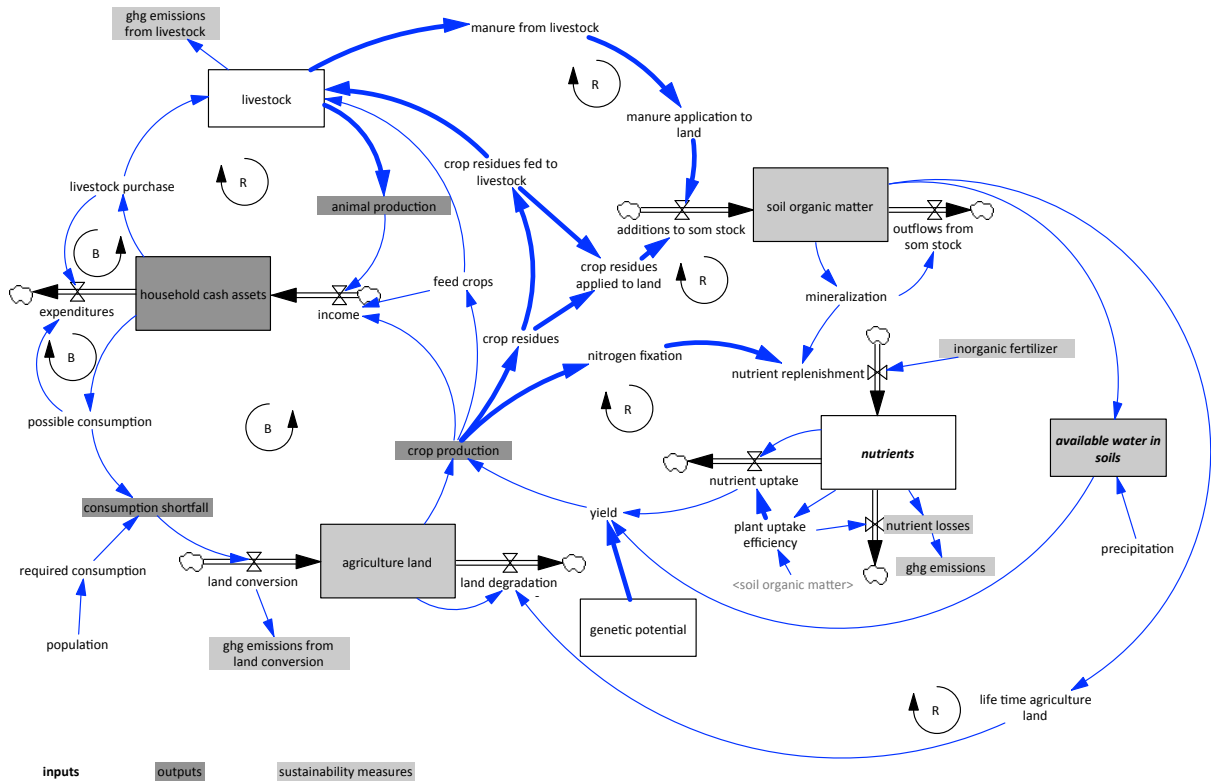 ghg emissions
from livestock
manure from livestock
livestock
R
manure application to
land
R
livestock purchase
crop residues fed to
livestock
animal production
soil organic matter
additions to som stock
outflows from
som stock
B
crop residues
applied to land
R
household cash assets
feed crops
mineralization
expenditures
income
crop residues
nitrogen fixation
inorganic fertilizer
B
nutrient replenishment
possible consumption
B
R
crop production
nutrients
available water in
soils
nutrient uptake
consumption shortfall
yield
plant uptake
efficiency
nutrient losses
precipitation
required consumption
land conversion
agriculture land
land degradation
-
ghg emissions
<soil organic matter>
population
ghg emissions from
land conversion
genetic potential
R
life time agriculture
land
inputs
outputs
sustainability measures